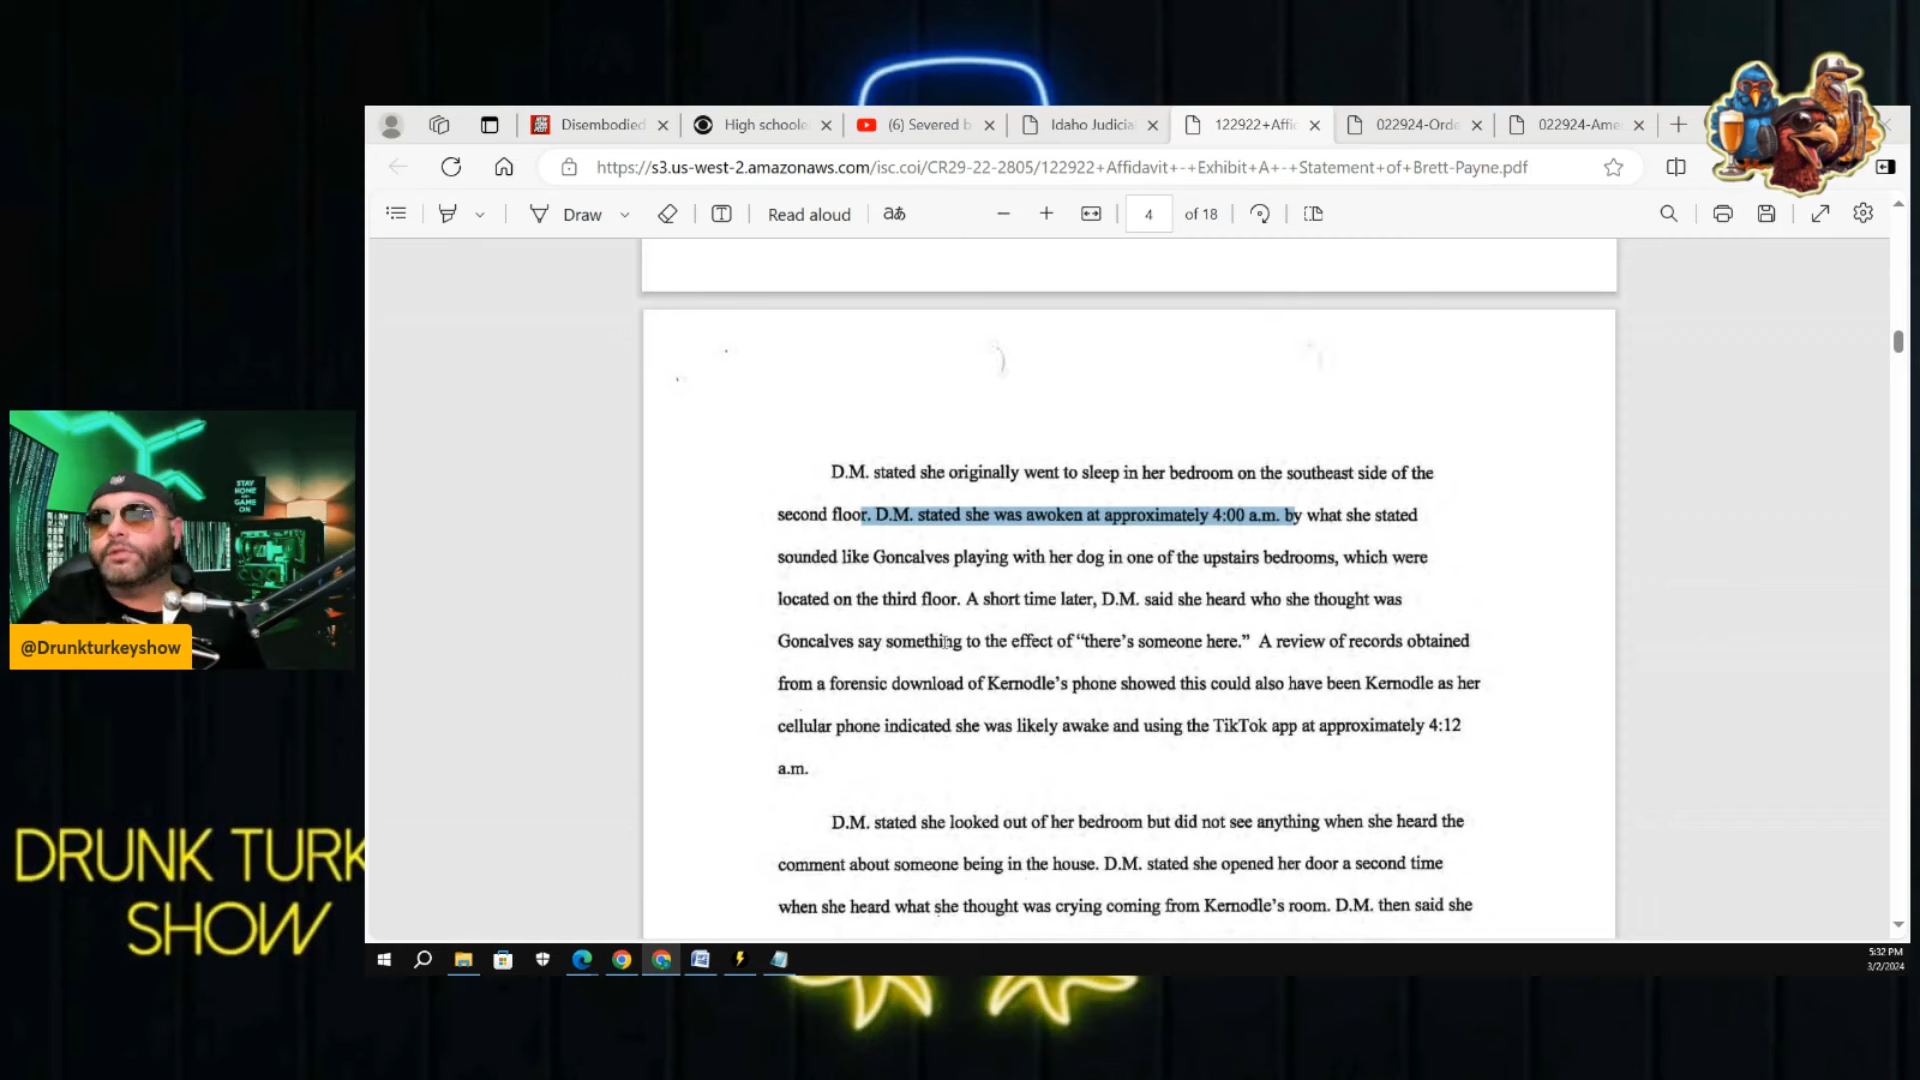 Disembodied
High schoole
(6) Severed b
Idaho Judicia
122922+Affic
022924-Orde
022924-Ame
https://s3.us-west-2.amazonaws.com/isc.coi/CR29-22-2805/122922+Affidavit+-+Exhibit+A+-+Statement+of+Brett-Payne.pdf
Draw
Read aloud
aあ
4 of 18
D.M. stated she originally went to sleep in her bedroom on the southeast side of the
second floor. D.M. stated she was awoken at approximately 4:00 a.m. by what she stated
sounded like Goncalves playing with her dog in one of the upstairs bedrooms, which were
located on the third floor. A short time later, D.M. said she heard who she thought was
Goncalves say something to the effect of “there’s someone here.” A review of records obtained
from a forensic download of Kernodle’s phone showed this could also have been Kernodle as her
cellular phone indicated she was likely awake and using the TikTok app at approximately 4:12
a.m.
D.M. stated she looked out of her bedroom but did not see anything when she heard the
comment about someone being in the house. D.M. stated she opened her door a second time
when she heard what she thought was crying coming from Kernodle’s room. D.M. then said she
STAY
HOME
GAME
ON
@Drunkturkeyshow
DRUNK TURK
SHOW
5:32 PM
3/2/2024